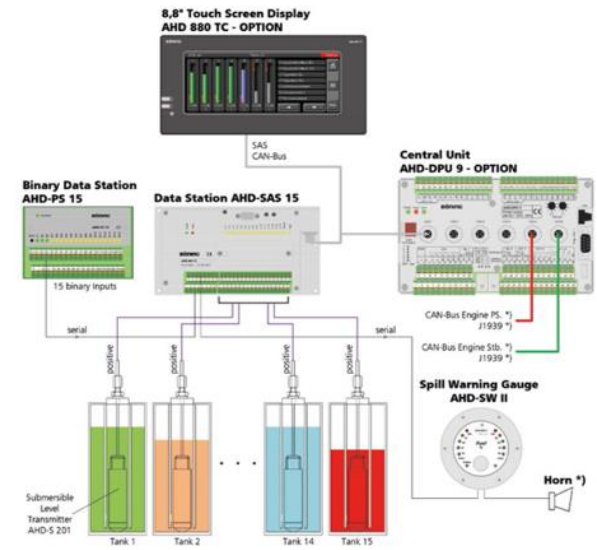 8,8" Touch Screen Display
AHD 880 TC - OPTION
SAS
CAN-Bus
Central Unit
AHD-DPU 9 - OPTION
Binary Data Station
AHD-PS 15
Data Station AHD-SAS 15
15 binary inputs
CAN-Bus Engine PS. *)
J1939 *)
CAN-Bus Engine Stb. *)
J1939 *)
serial
serial
positive
positive
positive
positive
Spill Warning Gauge
AHD-SW II
Horn *)
Submersible
Level
Transmitter
AHD-S 201
Tank 1
Tank 2
Tank 14
Tank 15